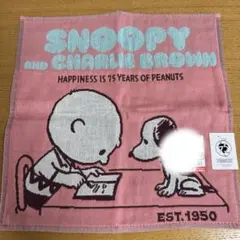 SNOOPY
AND CHARLIE BROWN
HAPPINESS IS 75 YEARS OF PEANUTS
EST.1950